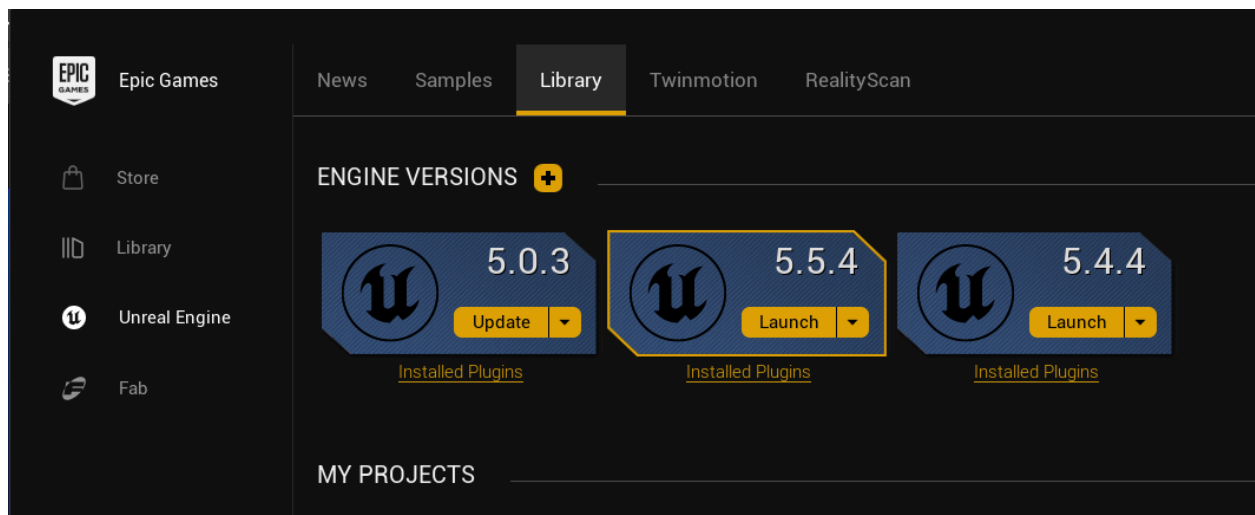 EPIC GAMES
Epic Games
News Samples Library Twinmotion RealityScan
Store
Library
Unreal Engine
Fab
ENGINE VERSIONS
5.0.3 5.5.4 5.4.4
Update Launch Launch
Installed Plugins Installed Plugins Installed Plugins
MY PROJECTS